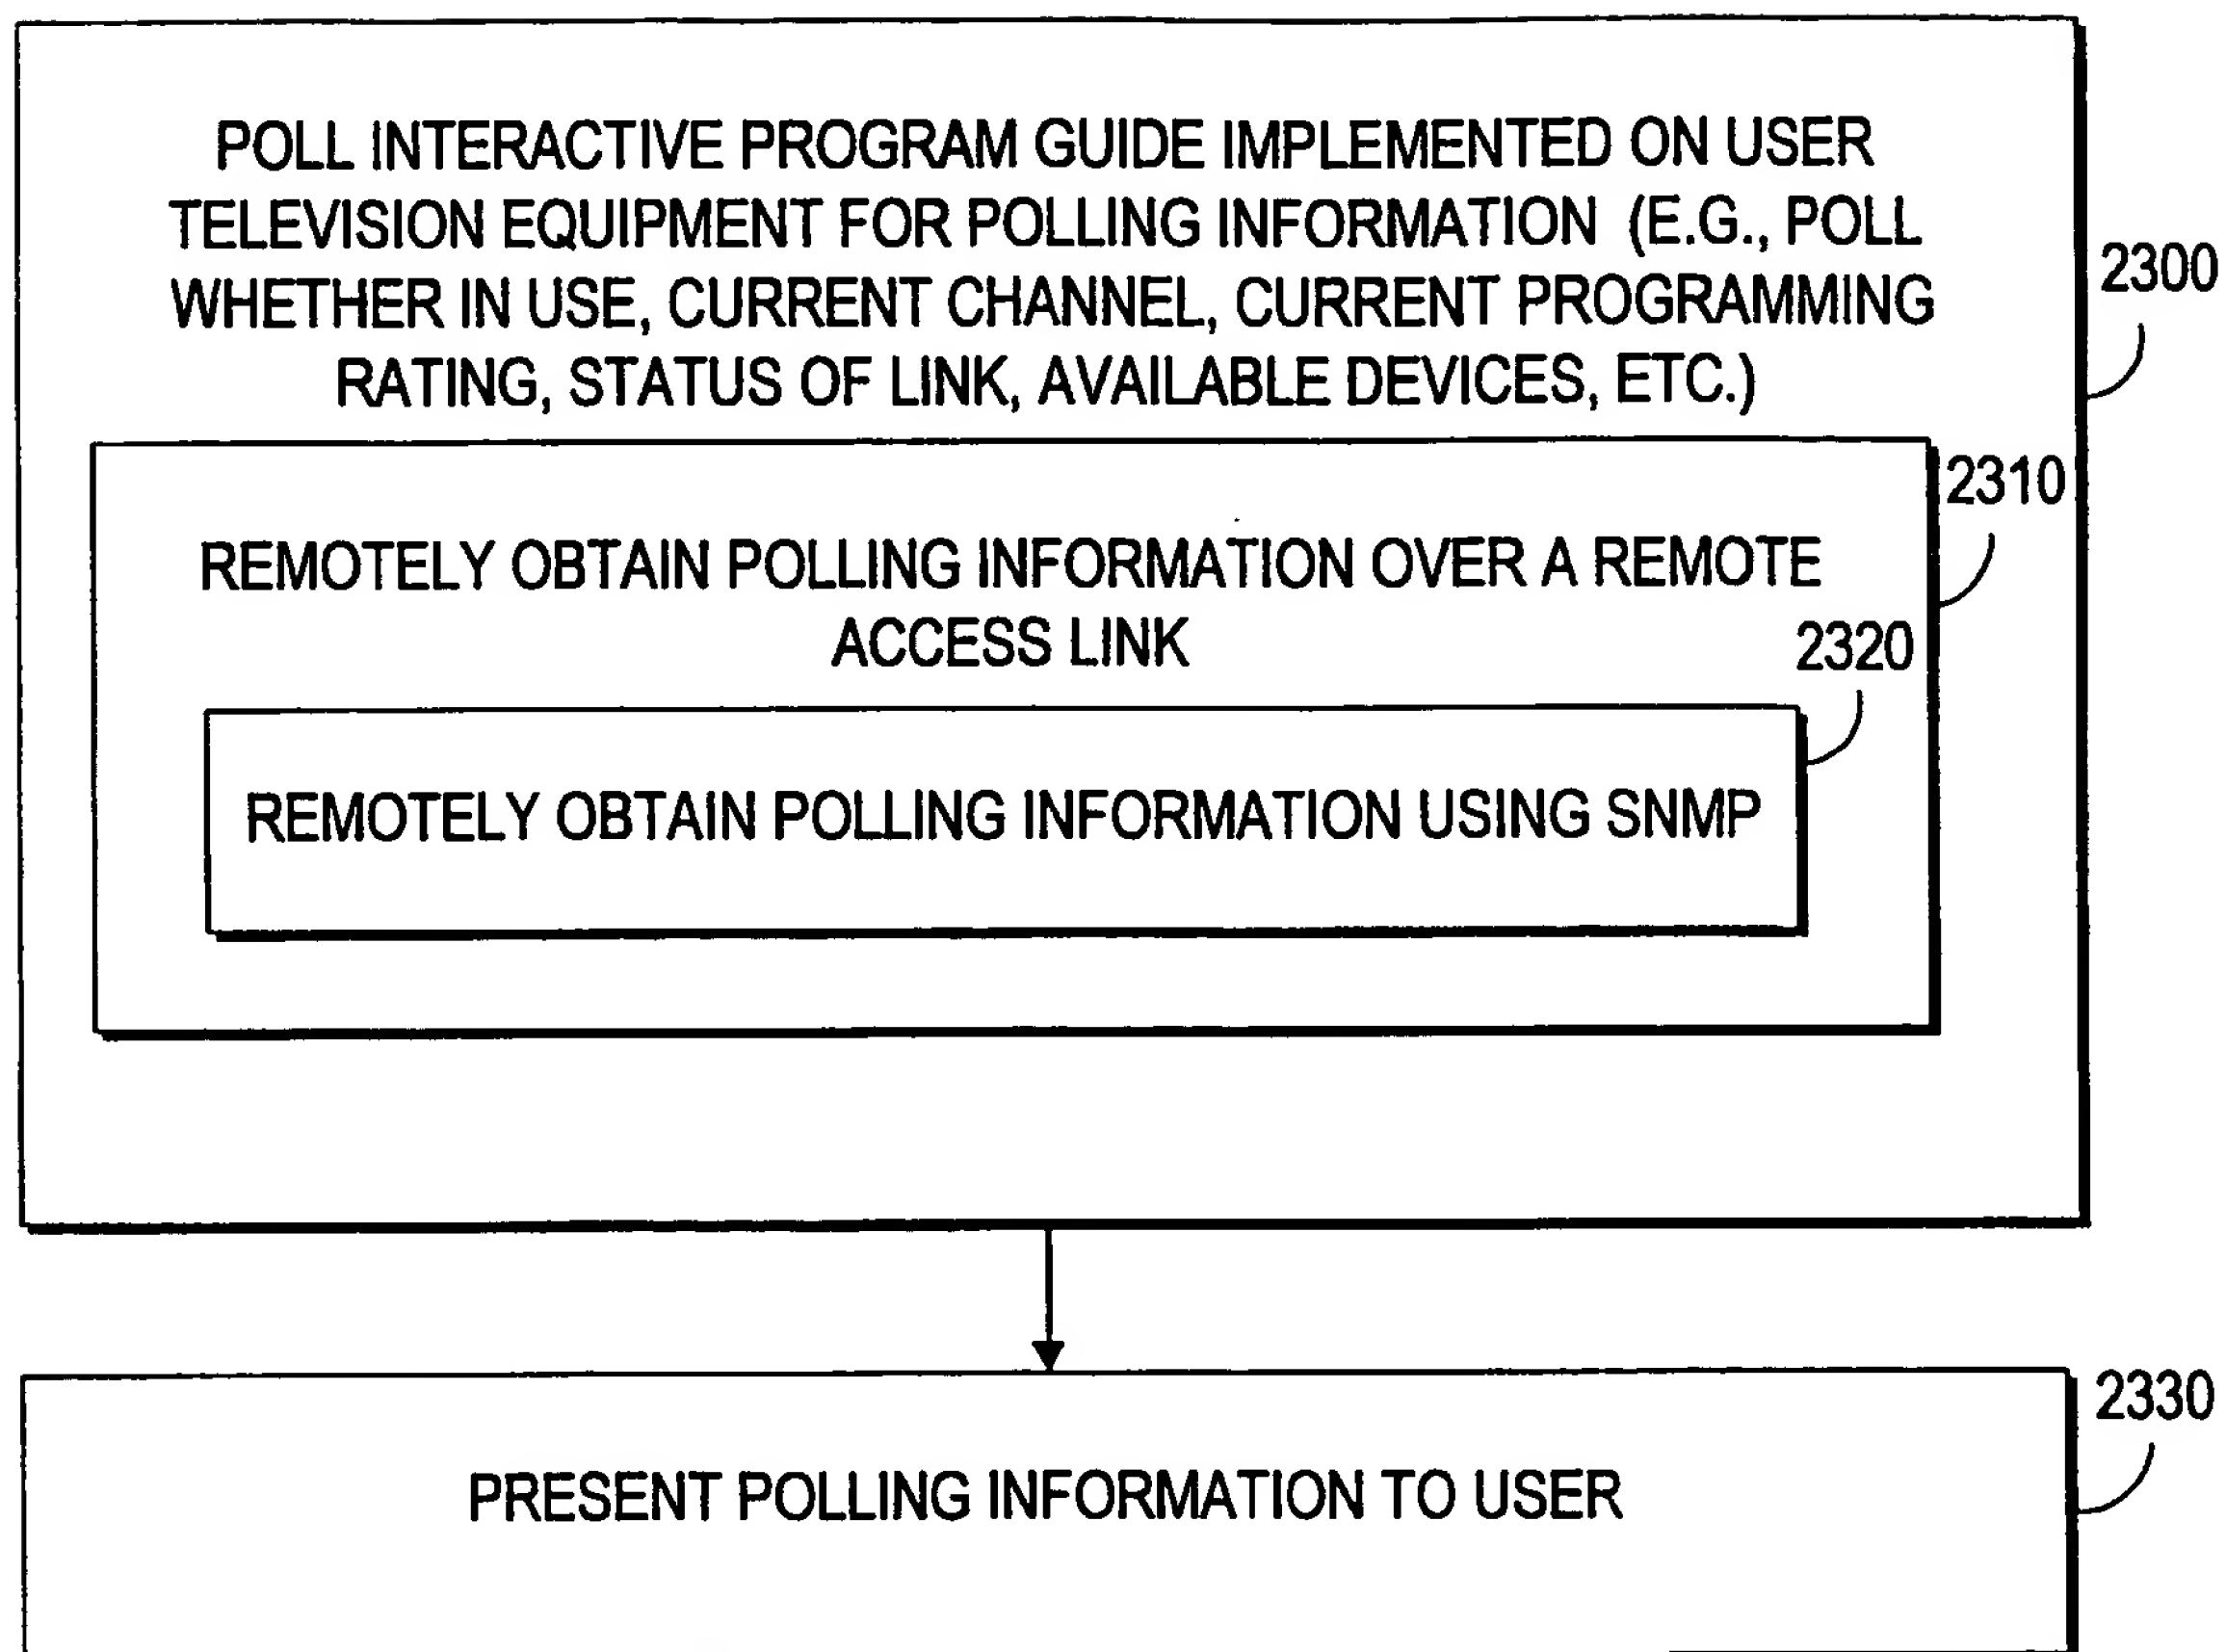 POLL INTERACTIVE PROGRAM GUIDE IMPLEMENTED ON USER
TELEVISION EQUIPMENT FOR POLLING INFORMATION (E.G., POLL
WHETHER IN USE, CURRENT CHANNEL, CURRENT PROGRAMMING
RATING, STATUS OF LINK, AVAILABLE DEVICES, ETC.)
2300
2310
REMOTELY OBTAIN POLLING INFORMATION OVER A REMOTE
ACCESS LINK
2320
REMOTELY OBTAIN POLLING INFORMATION USING SNMP
2330
PRESENT POLLING INFORMATION TO USER